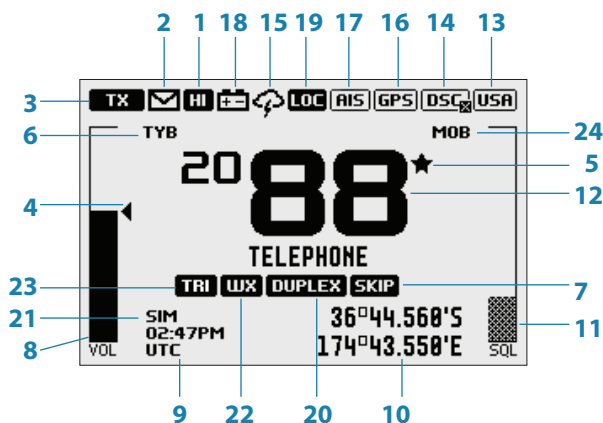 2 1 18 15 19 17 16 14 13
3 TX HI LOC AIS GPS DSC USA
6 TYB MOB 24
20 88 5
4 12
TELEPHONE
23 TRI WX DUPLEX SKIP 7
21 SIM 36°44.560'S
02:47PM 11
8 VOL UTC 174°43.550'E SQL
9 22 20 10